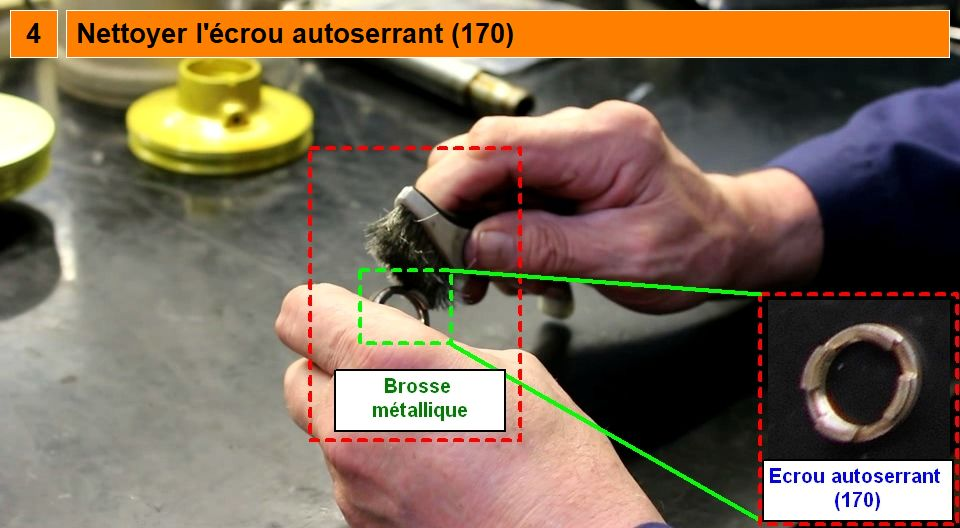 4
Nettoyer l'écrou autoserrant (170)
Brosse
métallique
Ecrou autoserrant
(170)